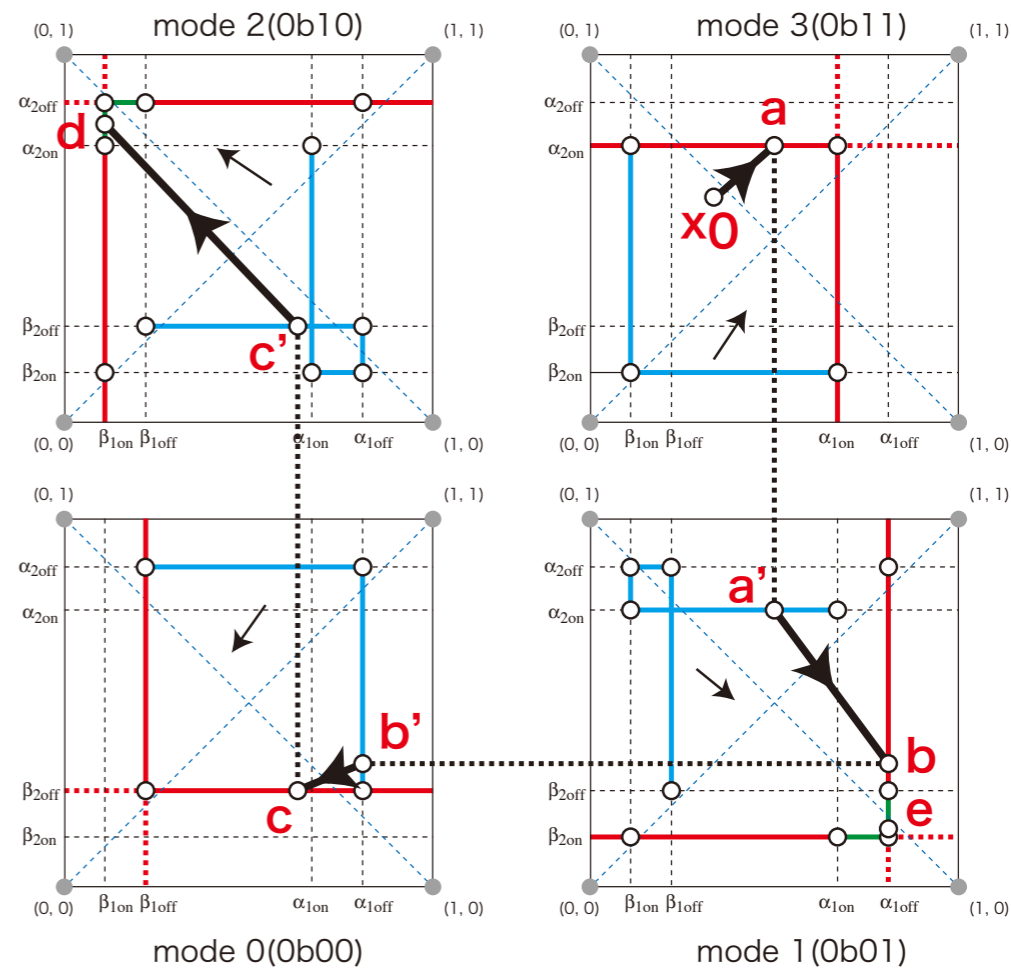 mode 2(0b10)
(0, 1)
(1, 1)
α2off
d
α2on
β2off
c’
β2on
(0, 0)
β1on
β1off
α1on
α1off
(1, 0)
mode 3(0b11)
(0, 1)
(1, 1)
α2off
a
α2on
x0
β2off
β2on
(0, 0)
β1on
β1off
α1on
α1off
(1, 0)
(0, 1)
(1, 1)
α2off
α2on
b’
β2off
c
β2on
(0, 0)
β1on
β1off
α1on
α1off
(1, 0)
mode 0(0b00)
(0, 1)
(1, 1)
α2off
a’
α2on
b
β2off
e
β2on
(0, 0)
β1on
β1off
α1on
α1off
(1, 0)
mode 1(0b01)